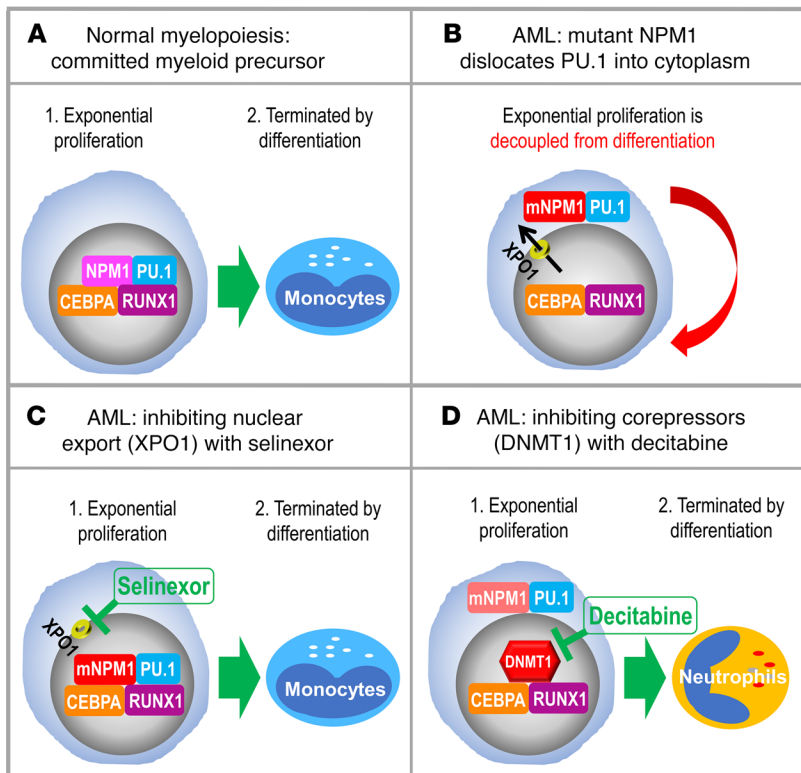 A
Normal myelopoiesis:
committed myeloid precursor
1. Exponential
proliferation
2. Terminated by
differentiation
NPM1
PU.1
CEBPA
RUNX1
Monocytes
B
AML: mutant NPM1
dislocates PU.1 into cytoplasm
Exponential proliferation is
decoupled from differentiation
mNPM1
PU.1
XPO1
CEBPA
RUNX1
C
AML: inhibiting nuclear
export (XPO1) with selinexor
1. Exponential
proliferation
2. Terminated by
differentiation
Selinexor
XPO1
mNPM1
PU.1
CEBPA
RUNX1
Monocytes
D
AML: inhibiting corepressors
(DNMT1) with decitabine
1. Exponential
proliferation
2. Terminated by
differentiation
mNPM1
PU.1
Decitabine
DNMT1
CEBPA
RUNX1
Neutrophils